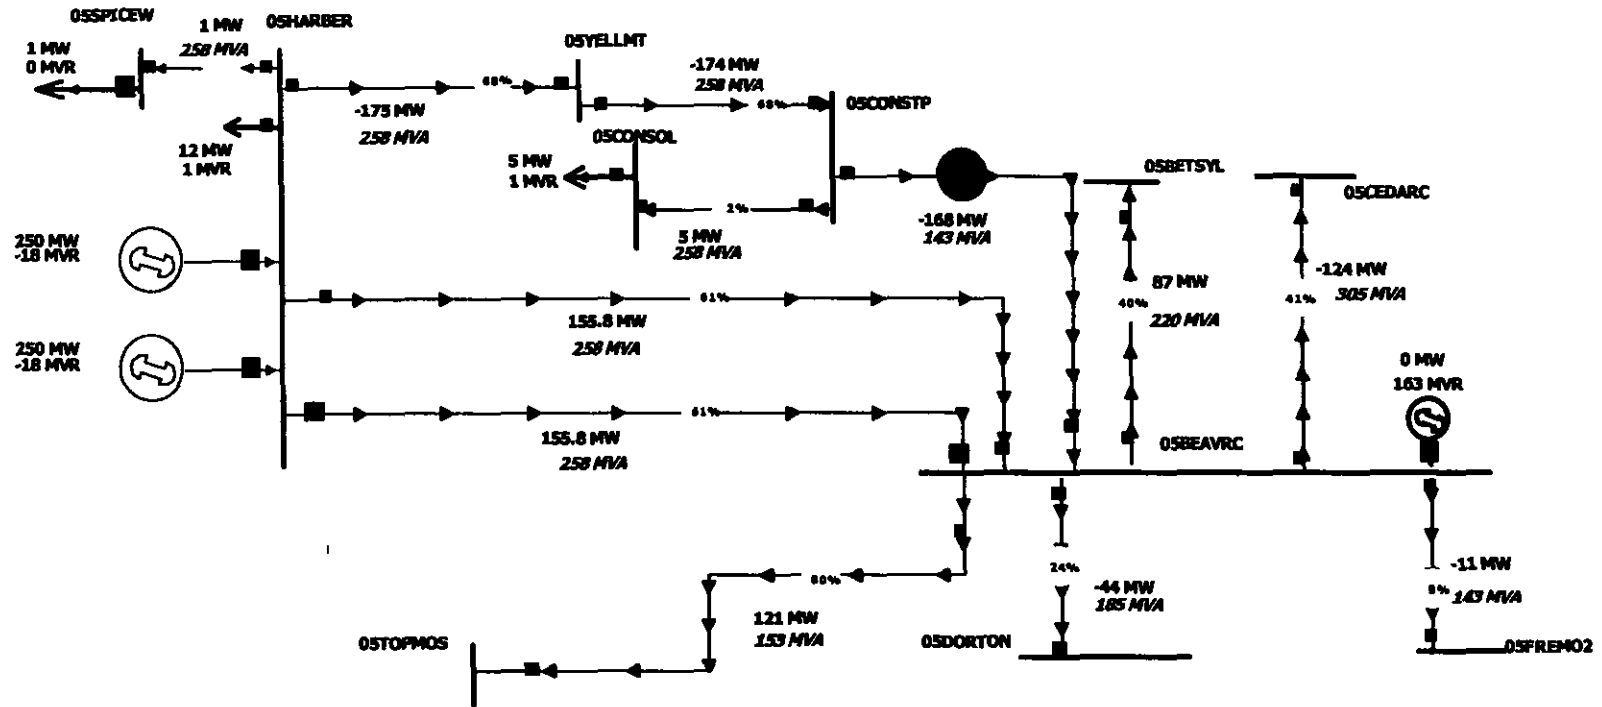 05SPICEW
1 MW
258 MVA
05HARBER
1 MW
0 MVR
12 MW
1 MVR
68%
-175 MW
258 MVA
05YELLMT
-174 MW
258 MVA
68%
05CONSTP
05CONSOL
5 MW
1 MVR
2%
5 MW
258 MVA
-168 MW
143 MVA
05BETSYL
05CEDARC
87 MW
40%
220 MVA
-124 MW
41%
305 MVA
250 MW
-18 MVR
61%
155.8 MW
258 MVA
250 MW
-18 MVR
61%
155.8 MW
258 MVA
0 MW
163 MVR
05BEAVRC
80%
121 MW
153 MVA
05TOPMOS
24%
-44 MW
185 MVA
05DORTON
-11 MW
9%
143 MVA
05FREMO2